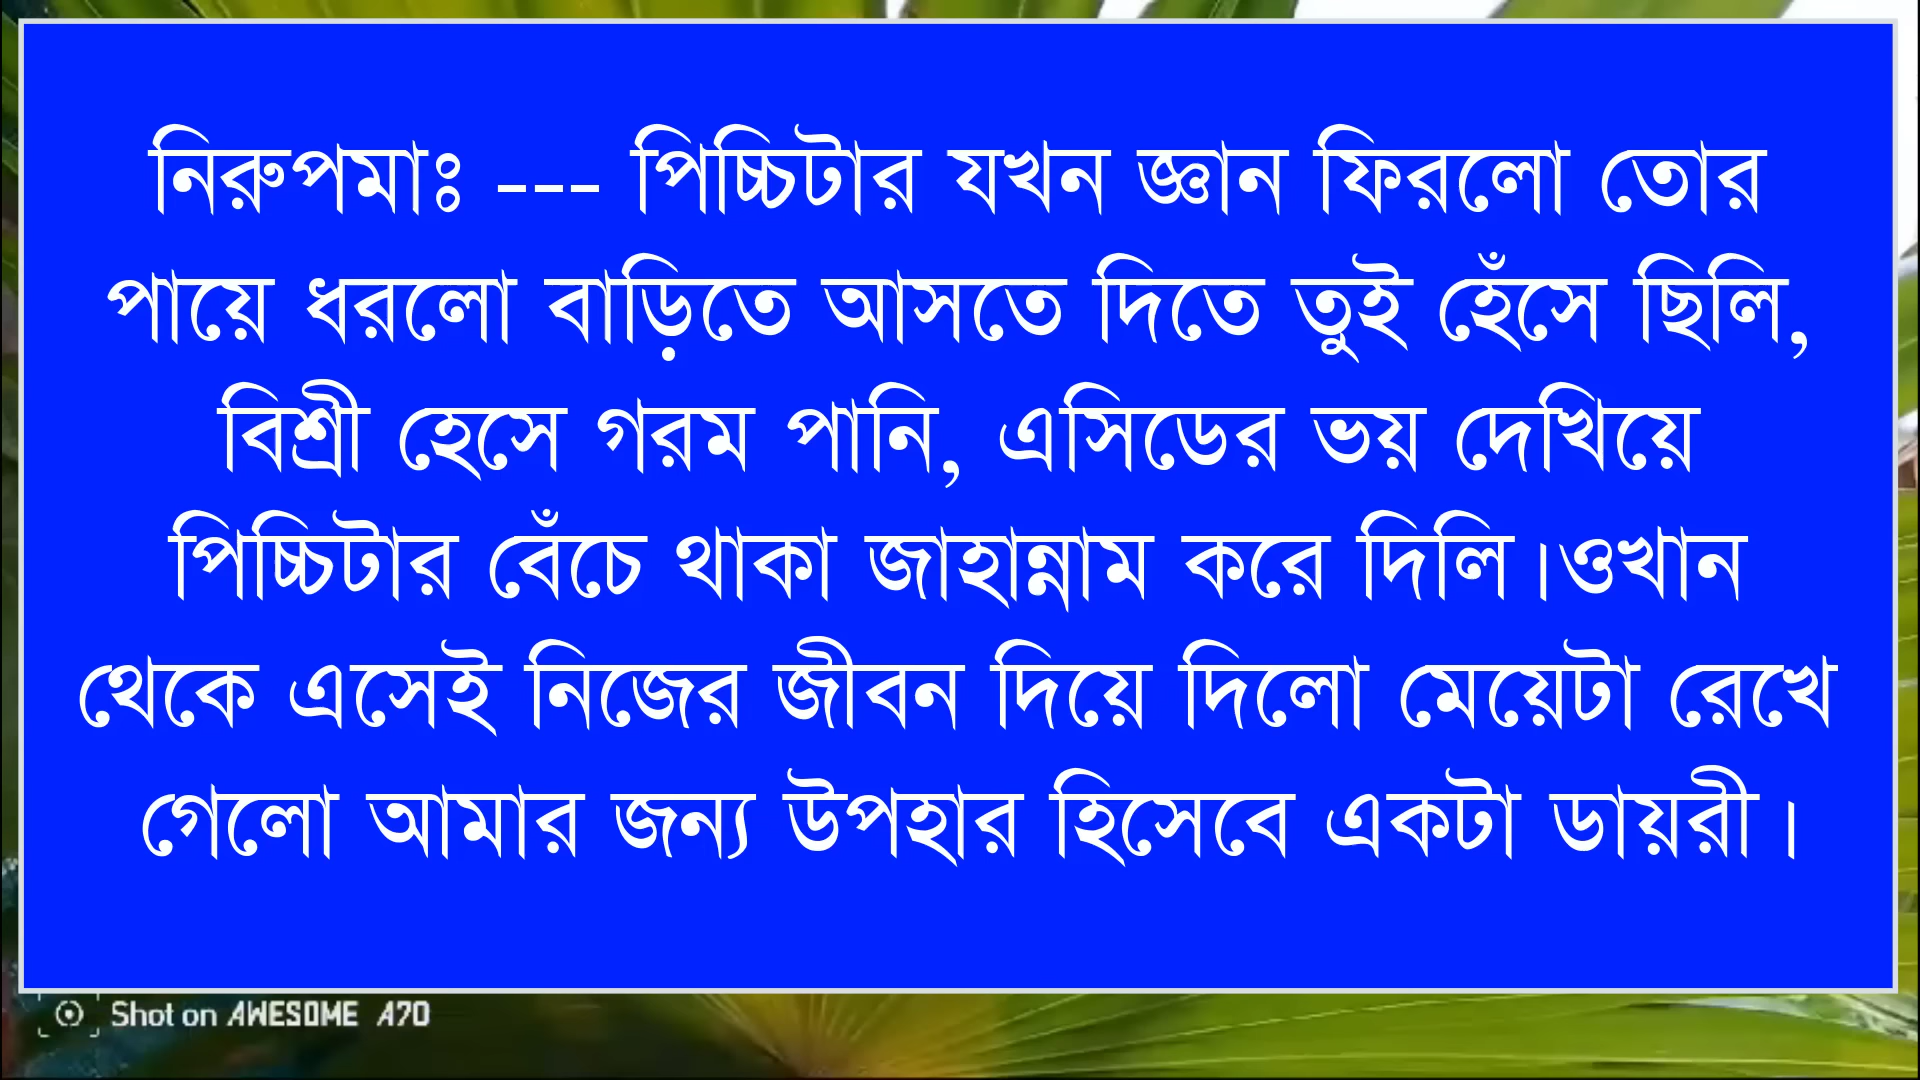 নিরুপমাঃ --- পিচ্চিটার যখন জ্ঞান ফিরলো তোর
পায়ে ধরলো বাড়িতে আসতে দিতে তুই হেঁসে ছিলি,
বিশ্রী হেসে গরম পানি, এসিডের ভয় দেখিয়ে
পিচ্চিটার বেঁচে থাকা জাহান্নাম করে দিলি।ওখান
থেকে এসেই নিজের জীবন দিয়ে দিলো মেয়েটা রেখে
গেলো আমার জন্য উপহার হিসেবে একটা ডায়রী।
Shot on AWESOME A70